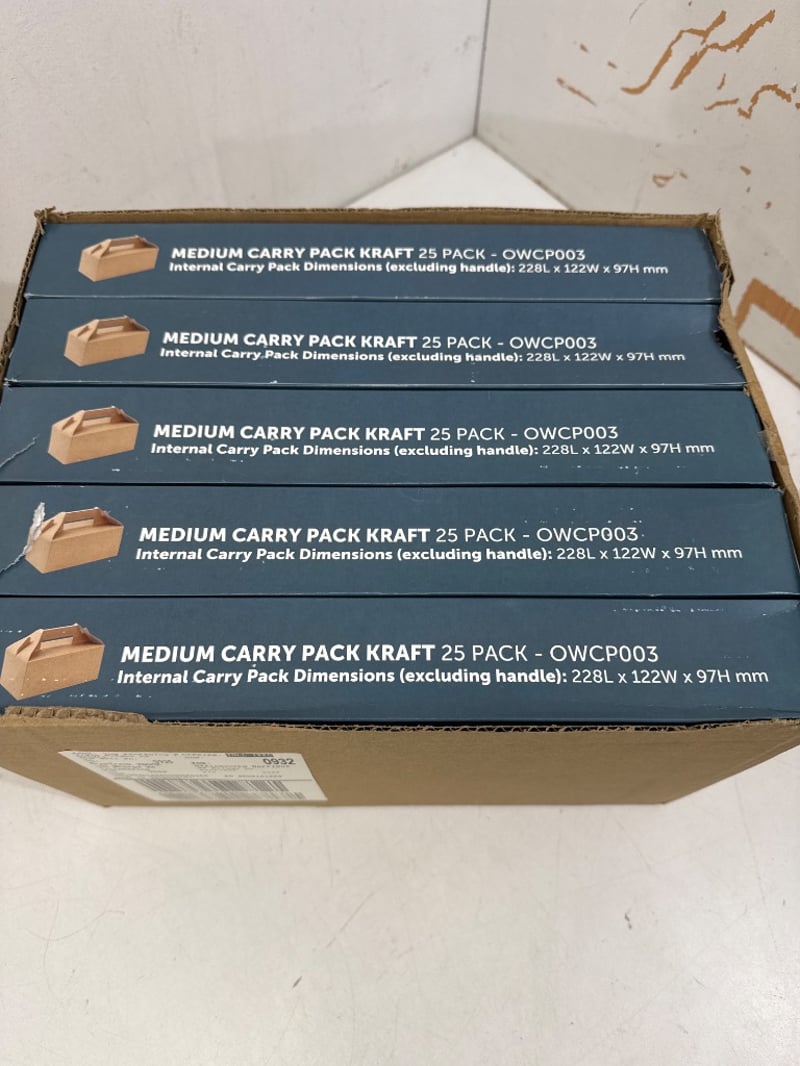 MEDIUM CARRY PACK KRAFT 25 PACK - OWCP003
Internal Carry Pack Dimensions (excluding handle): 228L x 122W x 97H mm
MEDIUM CARRY PACK KRAFT 25 PACK - OWCP003
Internal Carry Pack Dimensions (excluding handle): 228L x 122W x 97H mm
MEDIUM CARRY PACK KRAFT 25 PACK - OWCP003
Internal Carry Pack Dimensions (excluding handle): 228L x 122W x 97H mm
MEDIUM CARRY PACK KRAFT 25 PACK - OWCP003
Internal Carry Pack Dimensions (excluding handle): 228L x 122W x 97H mm
MEDIUM CARRY PACK KRAFT 25 PACK - OWCP003
Internal Carry Pack Dimensions (excluding handle): 228L x 122W x 97H mm
0932